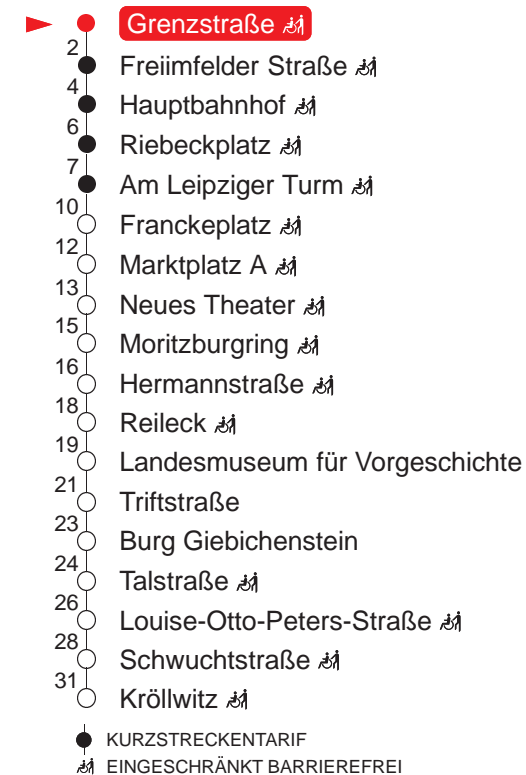 Grenzstraße
2
Freiimfelder Straße
4
Hauptbahnhof
6
Riebeckplatz
7
Am Leipziger Turm
10
Franckeplatz
12
Marktplatz A
13
Neues Theater
15
Moritzburgring
16
Hermannstraße
18
Reileck
19
Landesmuseum für Vorgeschichte
21
Triftstraße
23
Burg Giebichenstein
24
Talstraße
26
Louise-Otto-Peters-Straße
28
Schwuchtstraße
31
Kröllwitz
KURZSTRECKENTARIF
EINGESCHRÄNKT BARRIEREFREI